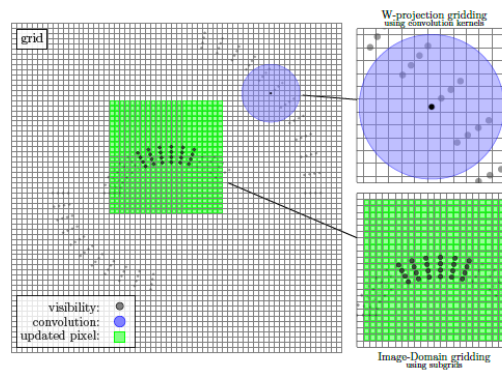 grid
visibility:
convolution:
updated pixel:
W-projection gridding
using convolution kernels
Image-Domain gridding
using subgrids